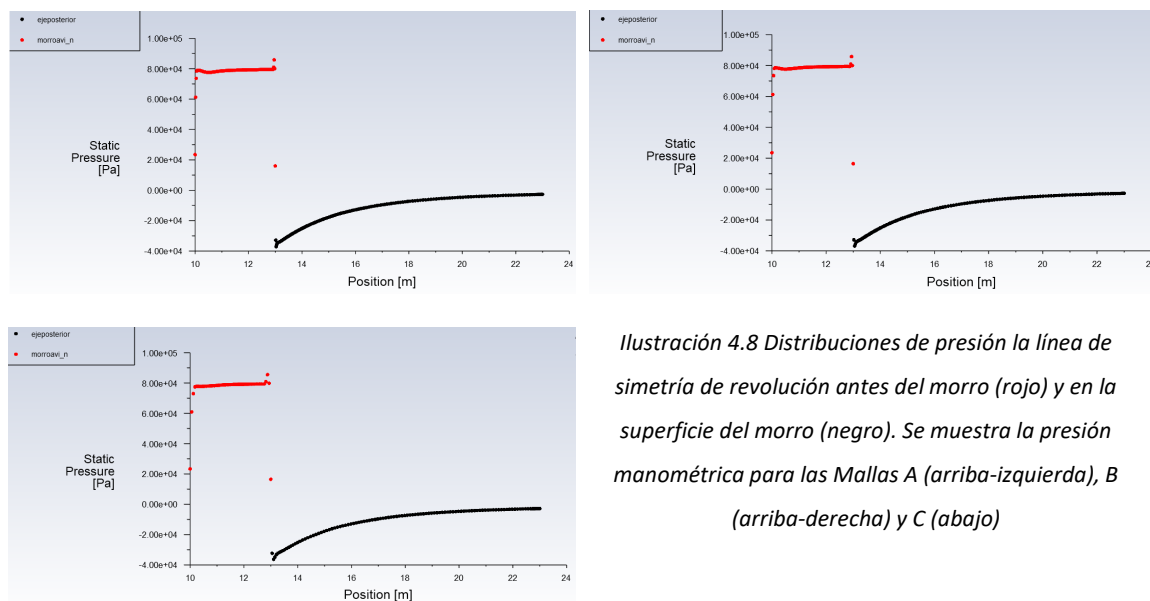 ejeposterior
morroavi_n
1.00e+05
8.00e+04
6.00e+04
4.00e+04
Static
Pressure
[Pa]
2.00e+04
0.00e+00
-2.00e+04
-4.00e+04
10 12 14 16 18 20 22 24
Position [m]
ejeposterior
morroavi_n
1.00e+05
8.00e+04
6.00e+04
4.00e+04
Static
Pressure
[Pa]
2.00e+04
0.00e+00
-2.00e+04
-4.00e+04
10 12 14 16 18 20 22
Position [m]
ejeposterior
morroavi_n
1.00e+05
8.00e+04
6.00e+04
4.00e+04
Static
Pressure
[Pa]
2.00e+04
0.00e+00
-2.00e+04
-4.00e+04
10 12 14 16 18 20 22 24
Position [m]
Ilustración 4.8 Distribuciones de presión la línea de
simetría de revolución antes del morro (rojo) y en la
superficie del morro (negro). Se muestra la presión
manométrica para las Mallas A (arriba-izquierda), B
(arriba-derecha) y C (abajo)